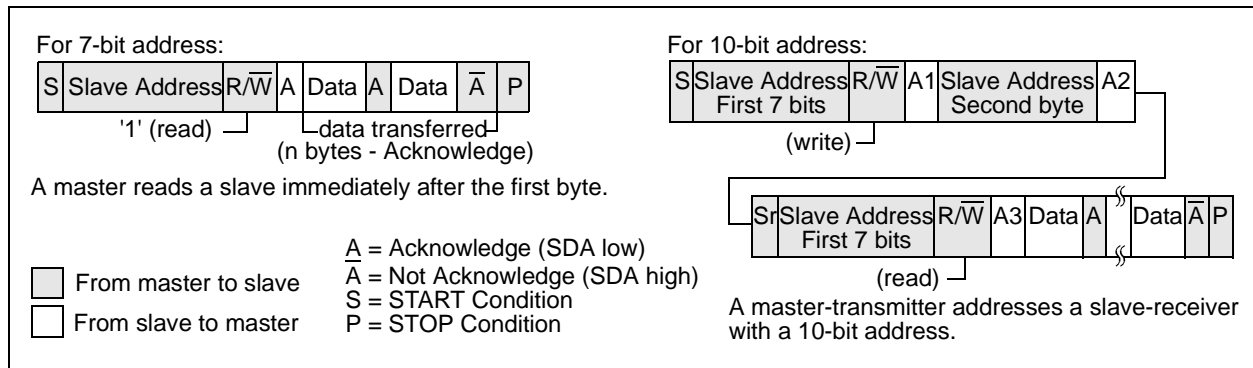 For 7-bit address:
S Slave Address R/W̅ A Data A Data A̅ P
'1' (read)
data transferred
(n bytes - Acknowledge)
A master reads a slave immediately after the first byte.
From master to slave
From slave to master
A = Acknowledge (SDA low)
A̅ = Not Acknowledge (SDA high)
S = START Condition
P = STOP Condition
For 10-bit address:
S Slave Address First 7 bits R/W̅ A1 Slave Address Second byte A2
(write)
Sr Slave Address First 7 bits R/W̅ A3 Data A Data A̅ P
(read)
A master-transmitter addresses a slave-receiver
with a 10-bit address.